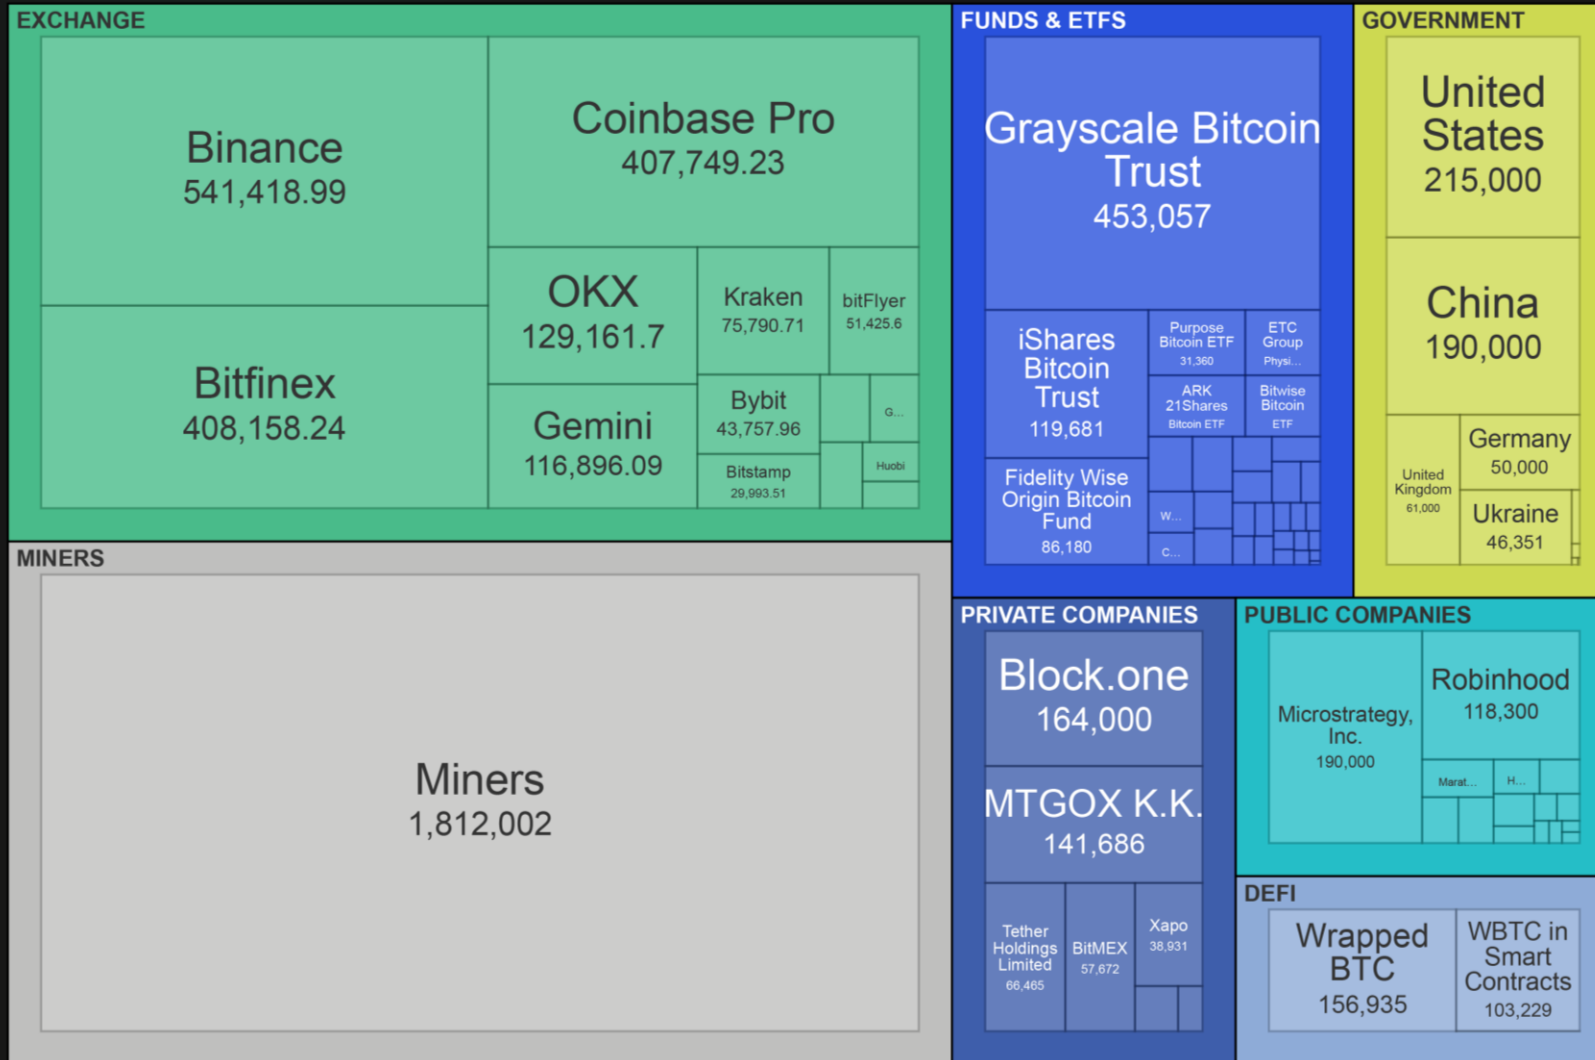 EXCHANGE
Binance
541,418.99
Coinbase Pro
407,749.23
Bitfinex
408,158.24
OKX
129,161.7
Gemini
116,896.09
Kraken
75,790.71
bitFlyer
51,425.6
Bybit
43,757.96
G...
Bitstamp
29,993.51
Huobi
MINERS
Miners
1,812,002
FUNDS & ETFS
Grayscale Bitcoin
Trust
453,057
iShares
Bitcoin
Trust
119,681
Purpose
Bitcoin ETF
31,360
ETC
Group
Physi...
ARK
21Shares
Bitcoin ETF
Bitwise
Bitcoin
ETF
Fidelity Wise
Origin Bitcoin
Fund
86,180
W...
C...
GOVERNMENT
United
States
215,000
China
190,000
United
Kingdom
61,000
Germany
50,000
Ukraine
46,351
PRIVATE COMPANIES
Block.one
164,000
MTGOX K.K.
141,686
Tether
Holdings
Limited
66,465
BitMEX
57,672
Xapo
38,931
PUBLIC COMPANIES
Microstrategy,
Inc.
190,000
Robinhood
118,300
Marat...
H...
DEFI
Wrapped
BTC
156,935
WBTC in
Smart
Contracts
103,229